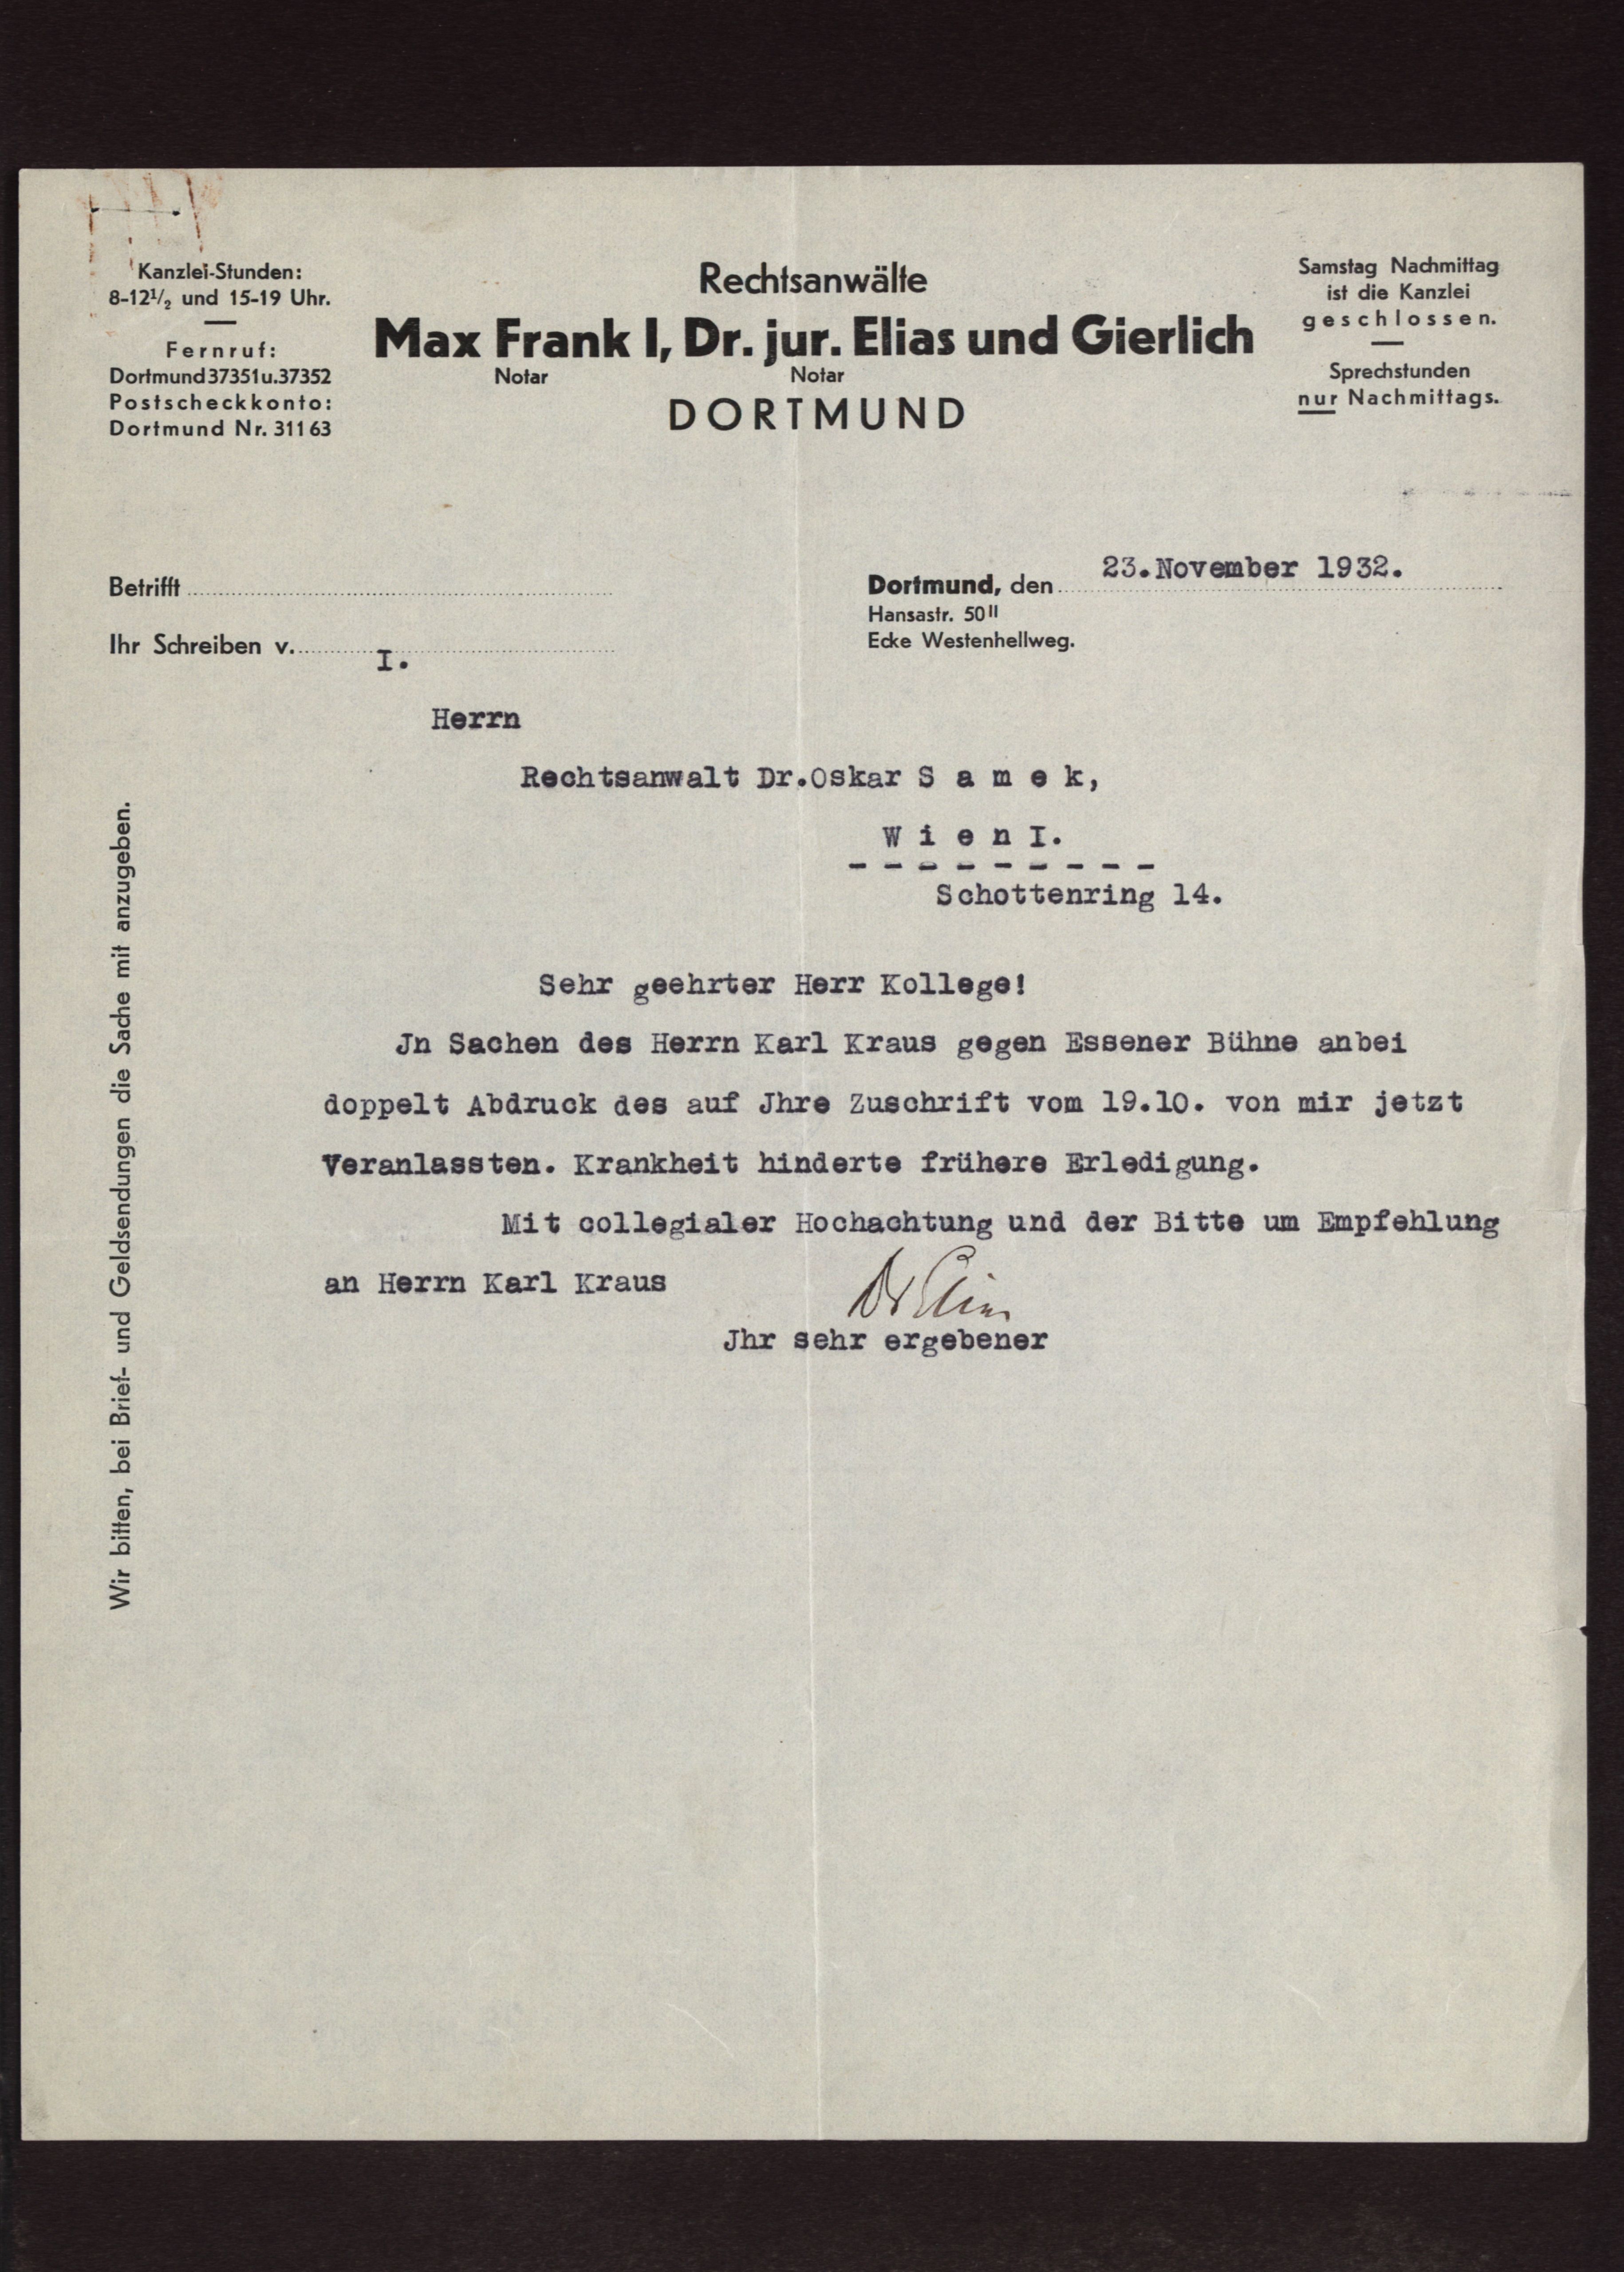 Kanzlei-Stunden:
8-12½ und 15-19 Uhr.
Fernruf:
Dortmund 37351 u. 37352
Postscheckkonto:
Dortmund Nr. 31163
Rechtsanwälte
Max Frank I, Dr. jur. Elias und Gierlich
Notar Notar
DORTMUND
Samstag Nachmittag
ist die Kanzlei
geschlossen.
Sprechstunden
nur Nachmittags.
Betrifft
Ihr Schreiben v.
I.
Dortmund, den 23.November 1932.
Hansastr. 50 II
Ecke Westenhellweg.
Herrn
Rechtsanwalt Dr.Oskar S a m e k,
W i e n I.
- - - - - - - - -
Schottenring 14.
Sehr geehrter Herr Kollege!
Jn Sachen des Herrn Karl Kraus gegen Essener Bühne anbei
doppelt Abdruck des auf Jhre Zuschrift vom 19.10. von mir jetzt
Veranlassten. Krankheit hinderte frühere Erledigung.
Mit collegialer Hochachtung und der Bitte um Empfehlung
an Herrn Karl Kraus
Dr Elias
Jhr sehr ergebener
Wir bitten, bei Brief- und Geldsendungen die Sache mit anzugeben.